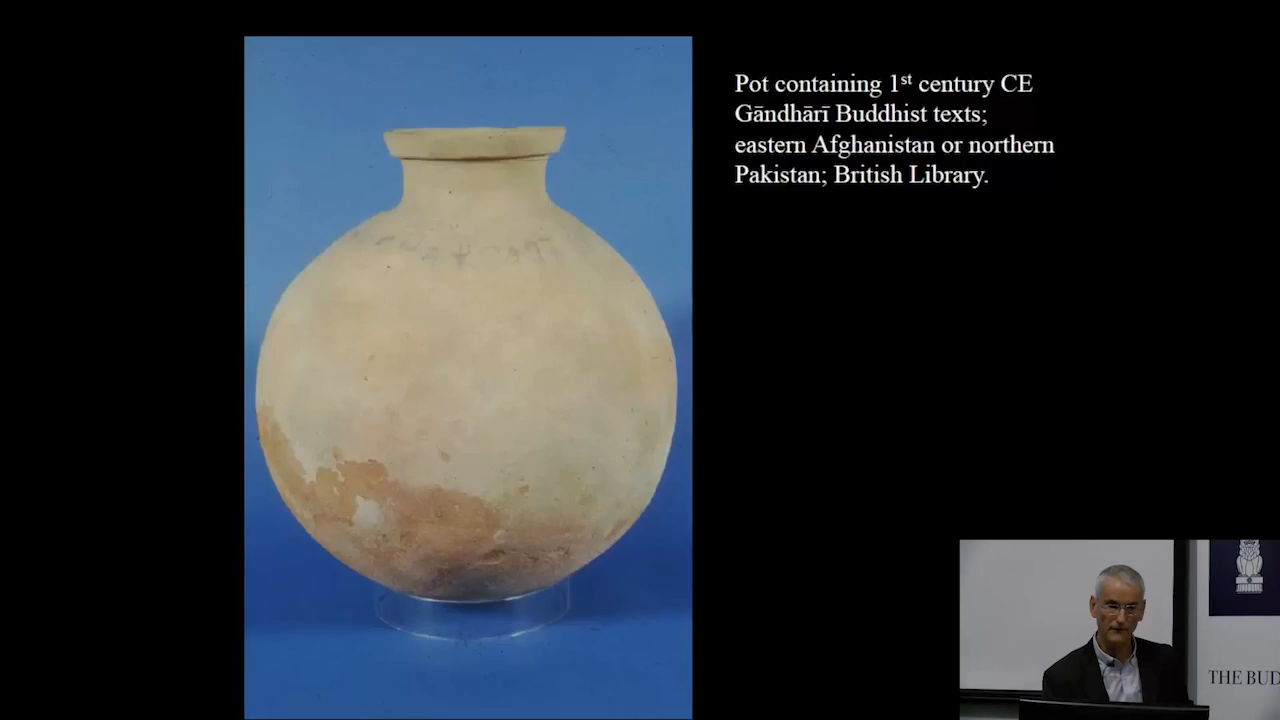 Pot containing 1st century CE
Gāndhārī Buddhist texts;
eastern Afghanistan or northern
Pakistan; British Library.
THE BUD